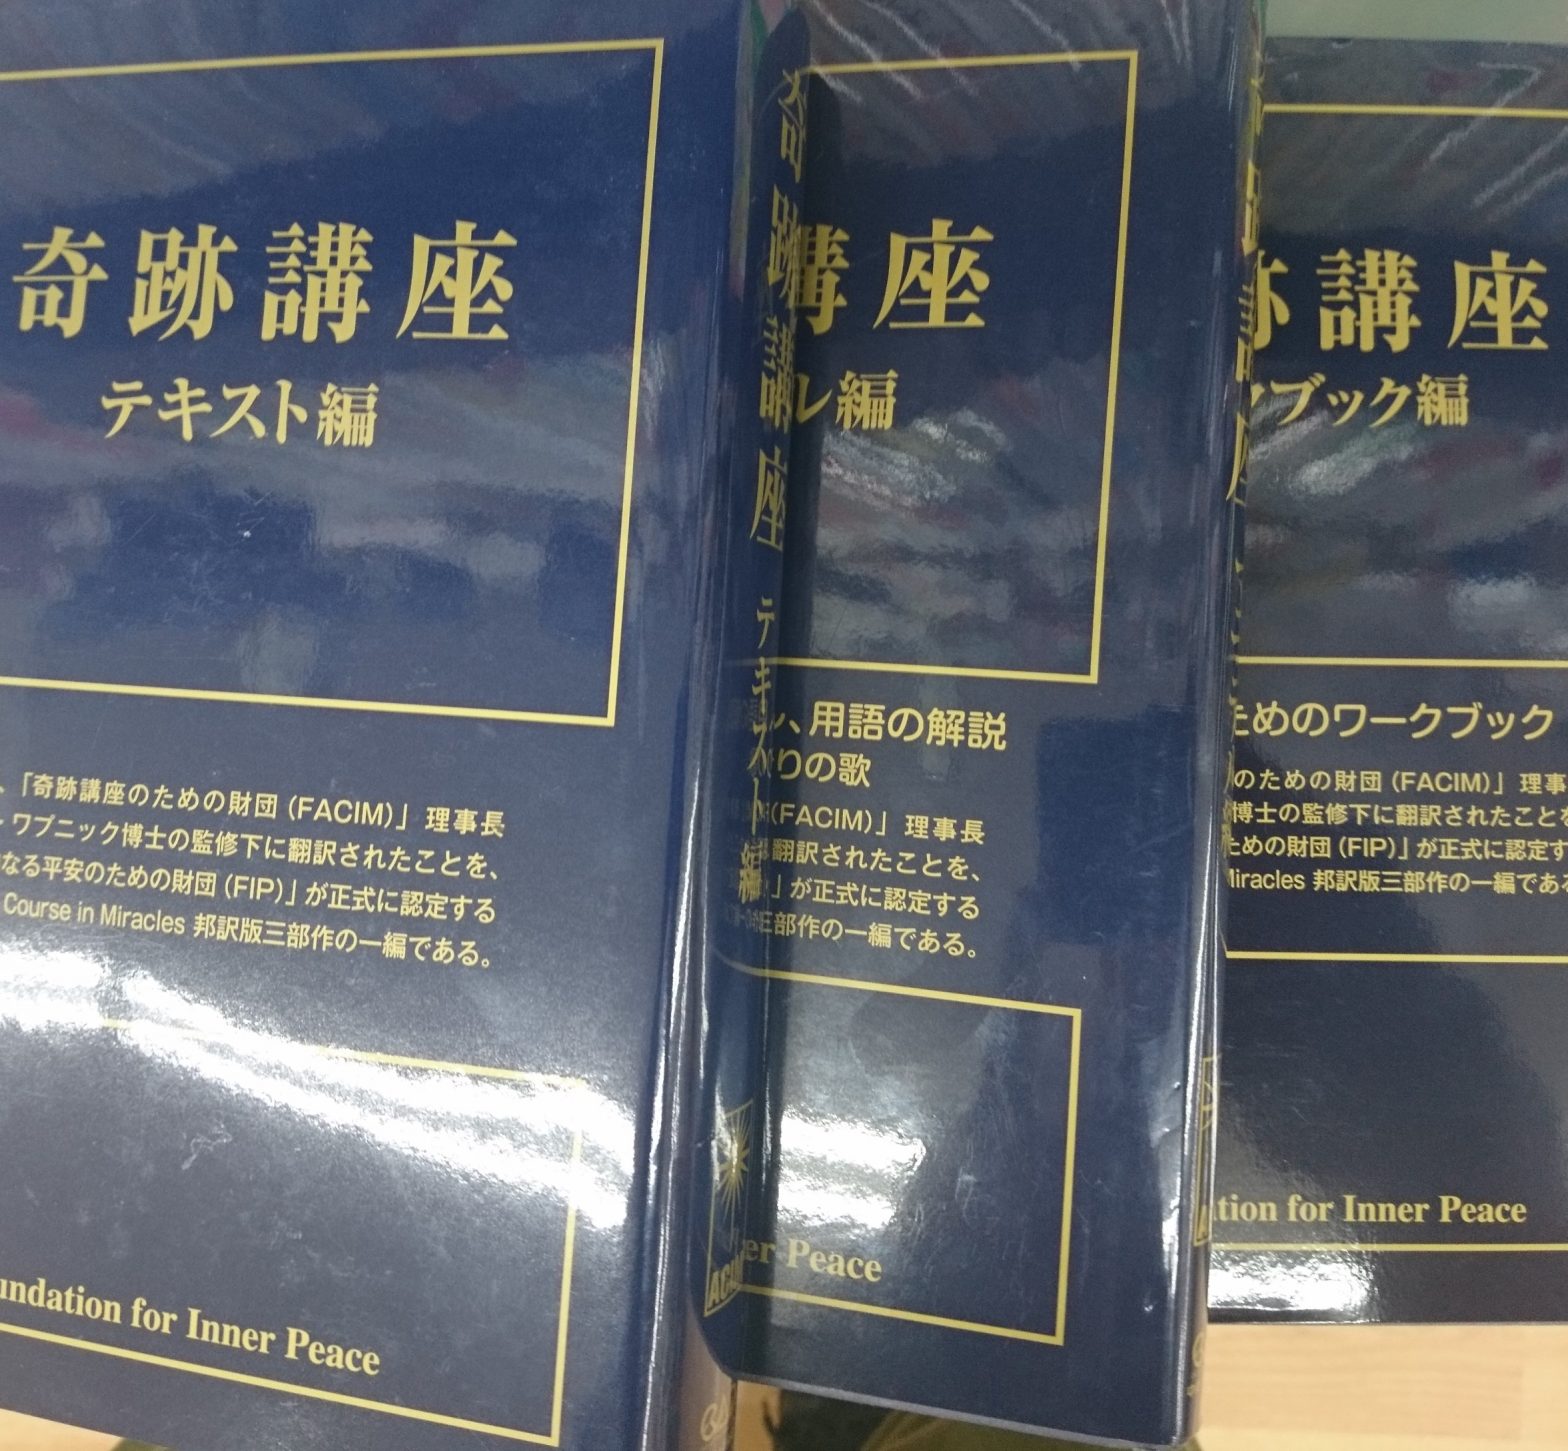 奇跡講座
テキスト編
、「奇跡講座のための財団(FACIM)」理事長
ワプニック博士の監修下に翻訳されたことを、
なる平安のための財団(FIP)」が正式に認定する
Course in Miracles 邦訳版三部作の一編である。
undation for Inner Peace
奇跡講座 テキスト編
講座
ル編
、用語の解説
りの歌
(FACIM)」理事長
翻訳されたことを、
」が正式に認定する
部作の一編である。
er Peace
跡講座
クブック編
ためのワークブック
のための財団(FACIM)」理事
博士の監修下に翻訳されたことを
ための財団(FIP)」が正式に認定す
Miracles 邦訳版三部作の一編である
tion for Inner Peace